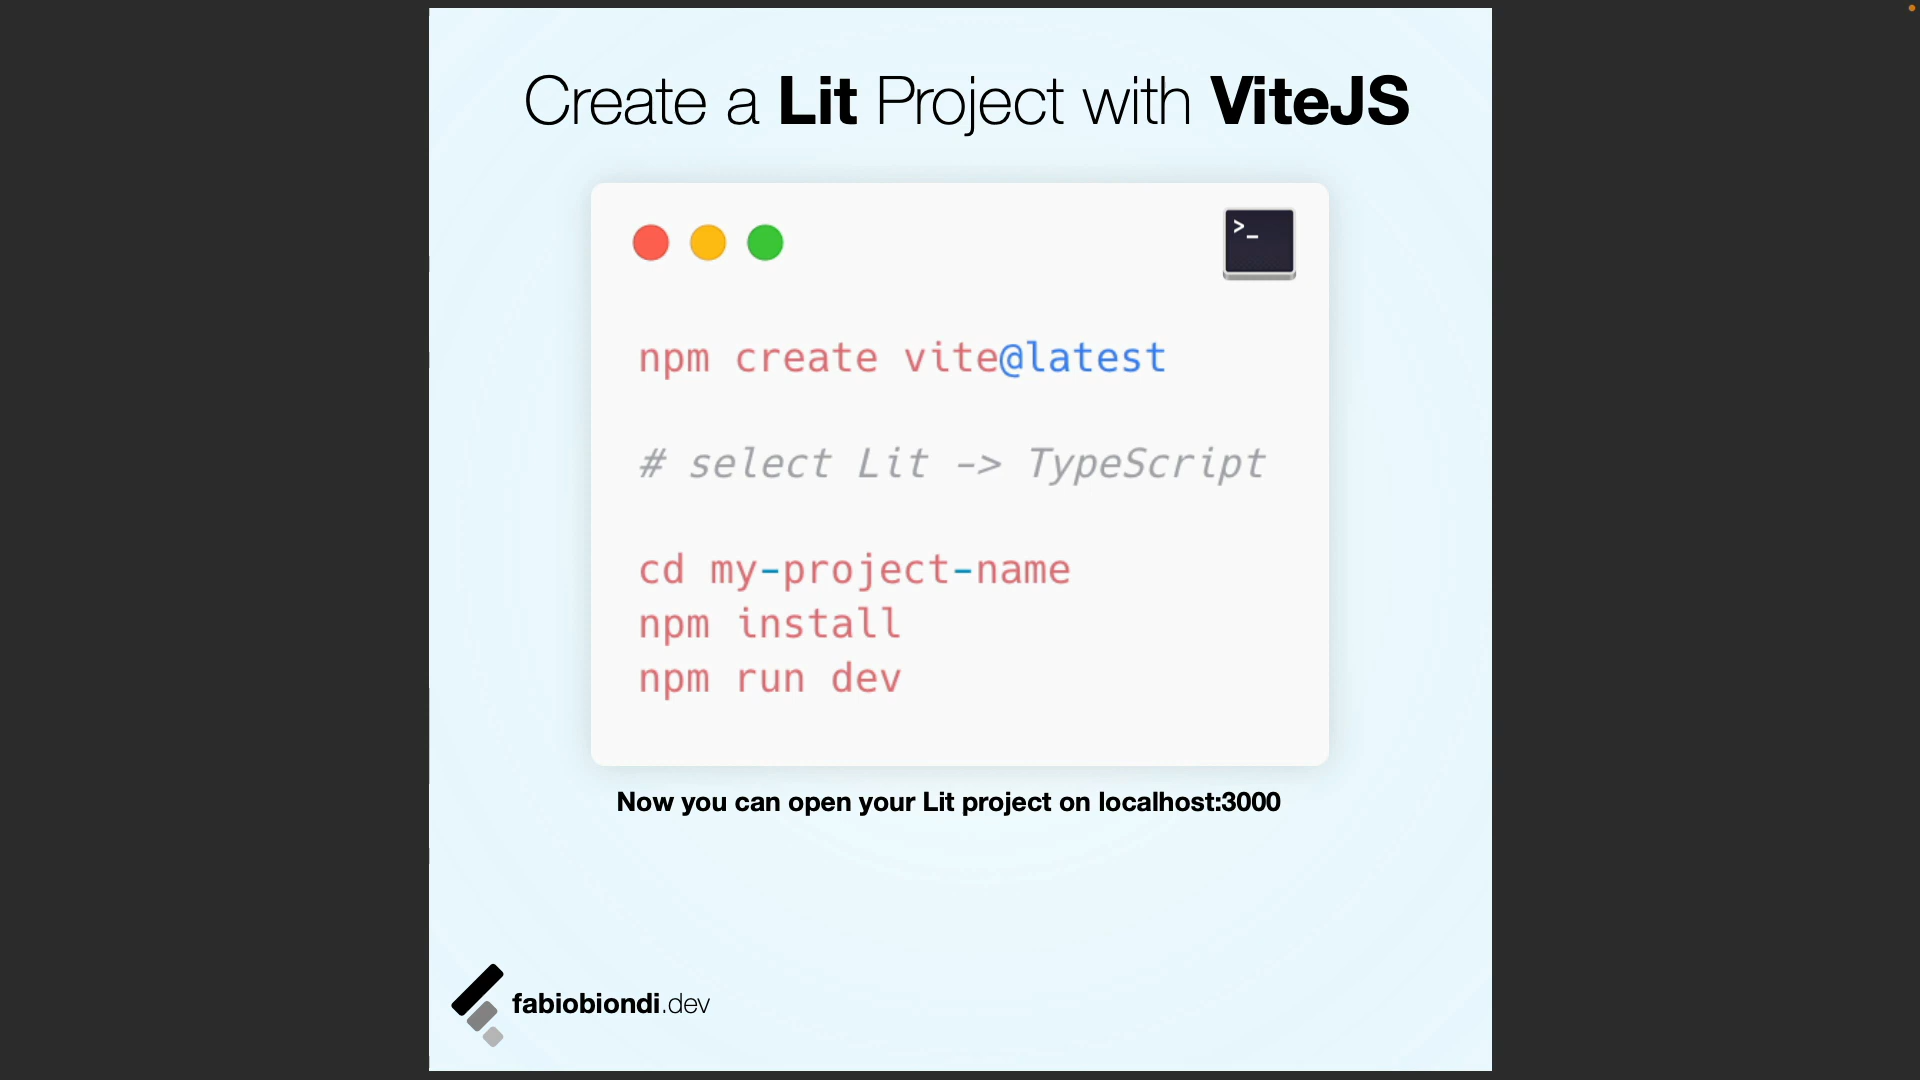 Create a Lit Project with ViteJS
>_
npm create vite@latest
# select Lit -> TypeScript
cd my-project-name
npm install
npm run dev
Now you can open your Lit project on localhost:3000
fabiobiondi.dev